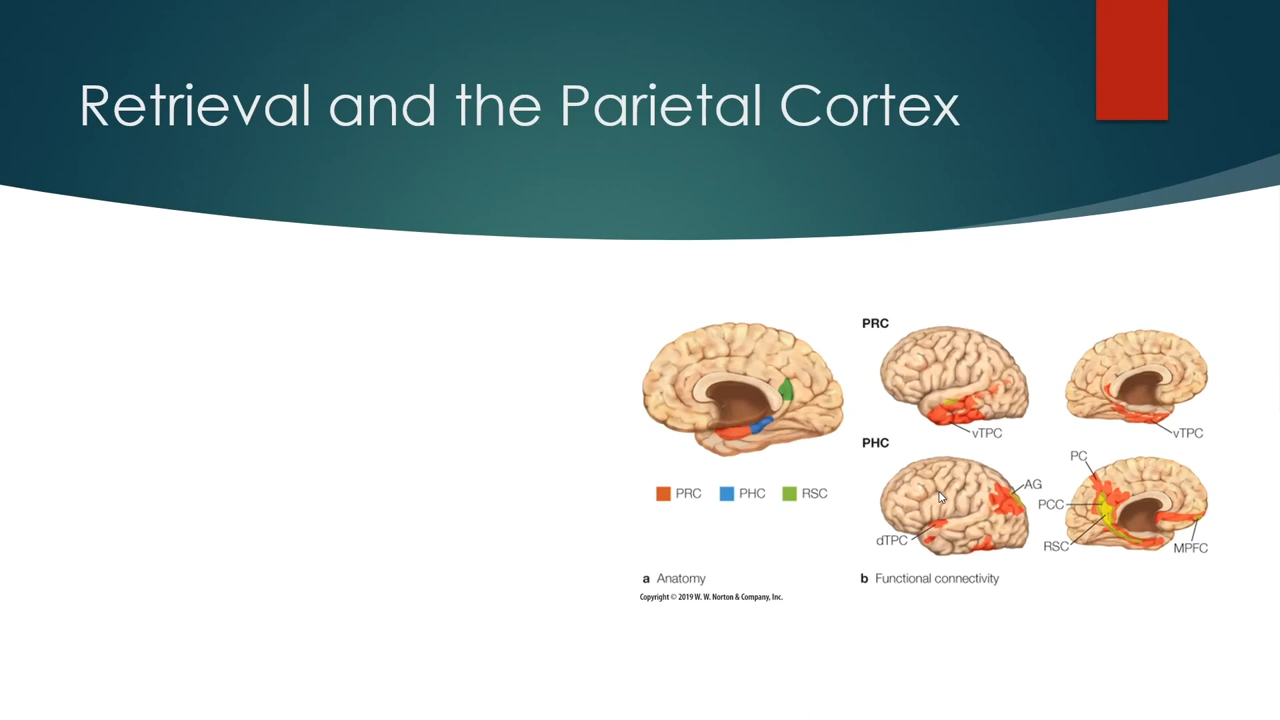 Retrieval and the Parietal Cortex
PRC
vTPC
vTPC
PHC
PC
AG
PCC
dTPC
RSC
MPFC
PRC PHC RSC
a Anatomy
b Functional connectivity
Copyright © 2019 W. W. Norton & Company, Inc.